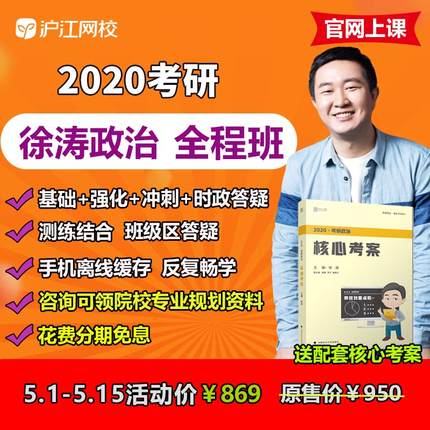 沪江网校
官网上课
2020考研
徐涛政治 全程班
基础+强化+冲刺+时政答疑
测练结合 班级区答疑
手机离线缓存 反复畅学
咨询可领院校专业规划资料
花费分期免息
2020·考研政治
核心考案
送配套核心考案
5.1-5.15活动价￥869 原售价￥950